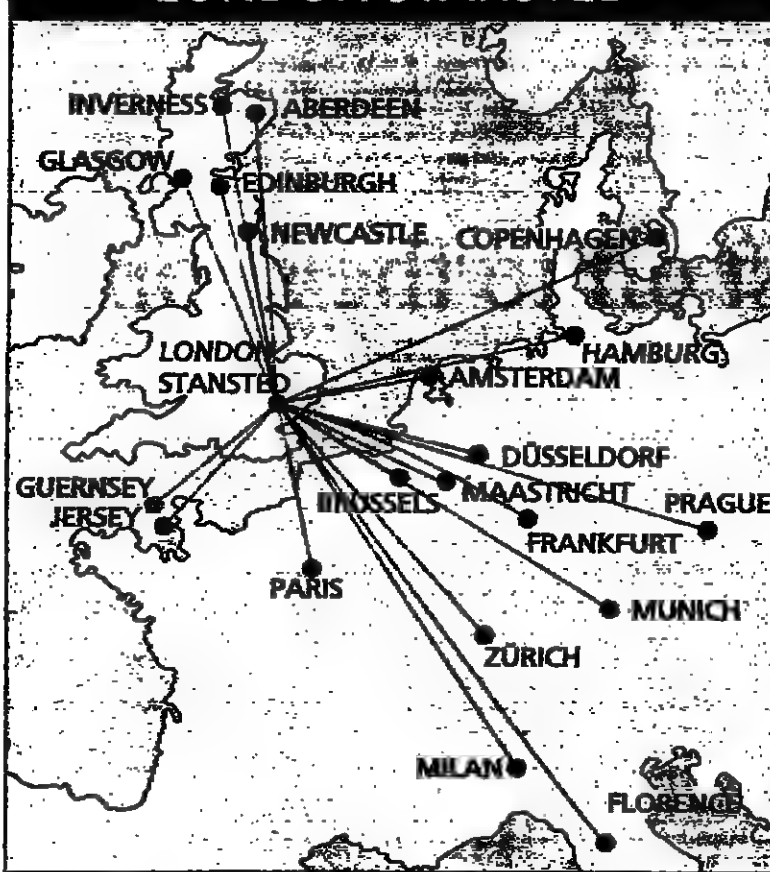 INVERNESS
ABERDEEN
GLASGOW
EDINBURGH
NEWCASTLE
COPENHAGEN
LONDON
STANSTED
HAMBURG
AMSTERDAM
DÜSSELDORF
GUERNSEY
BRUSSELS
MAASTRICHT
PRAGUE
JERSEY
FRANKFURT
PARIS
MUNICH
ZÜRICH
MILAN
FLORENCE